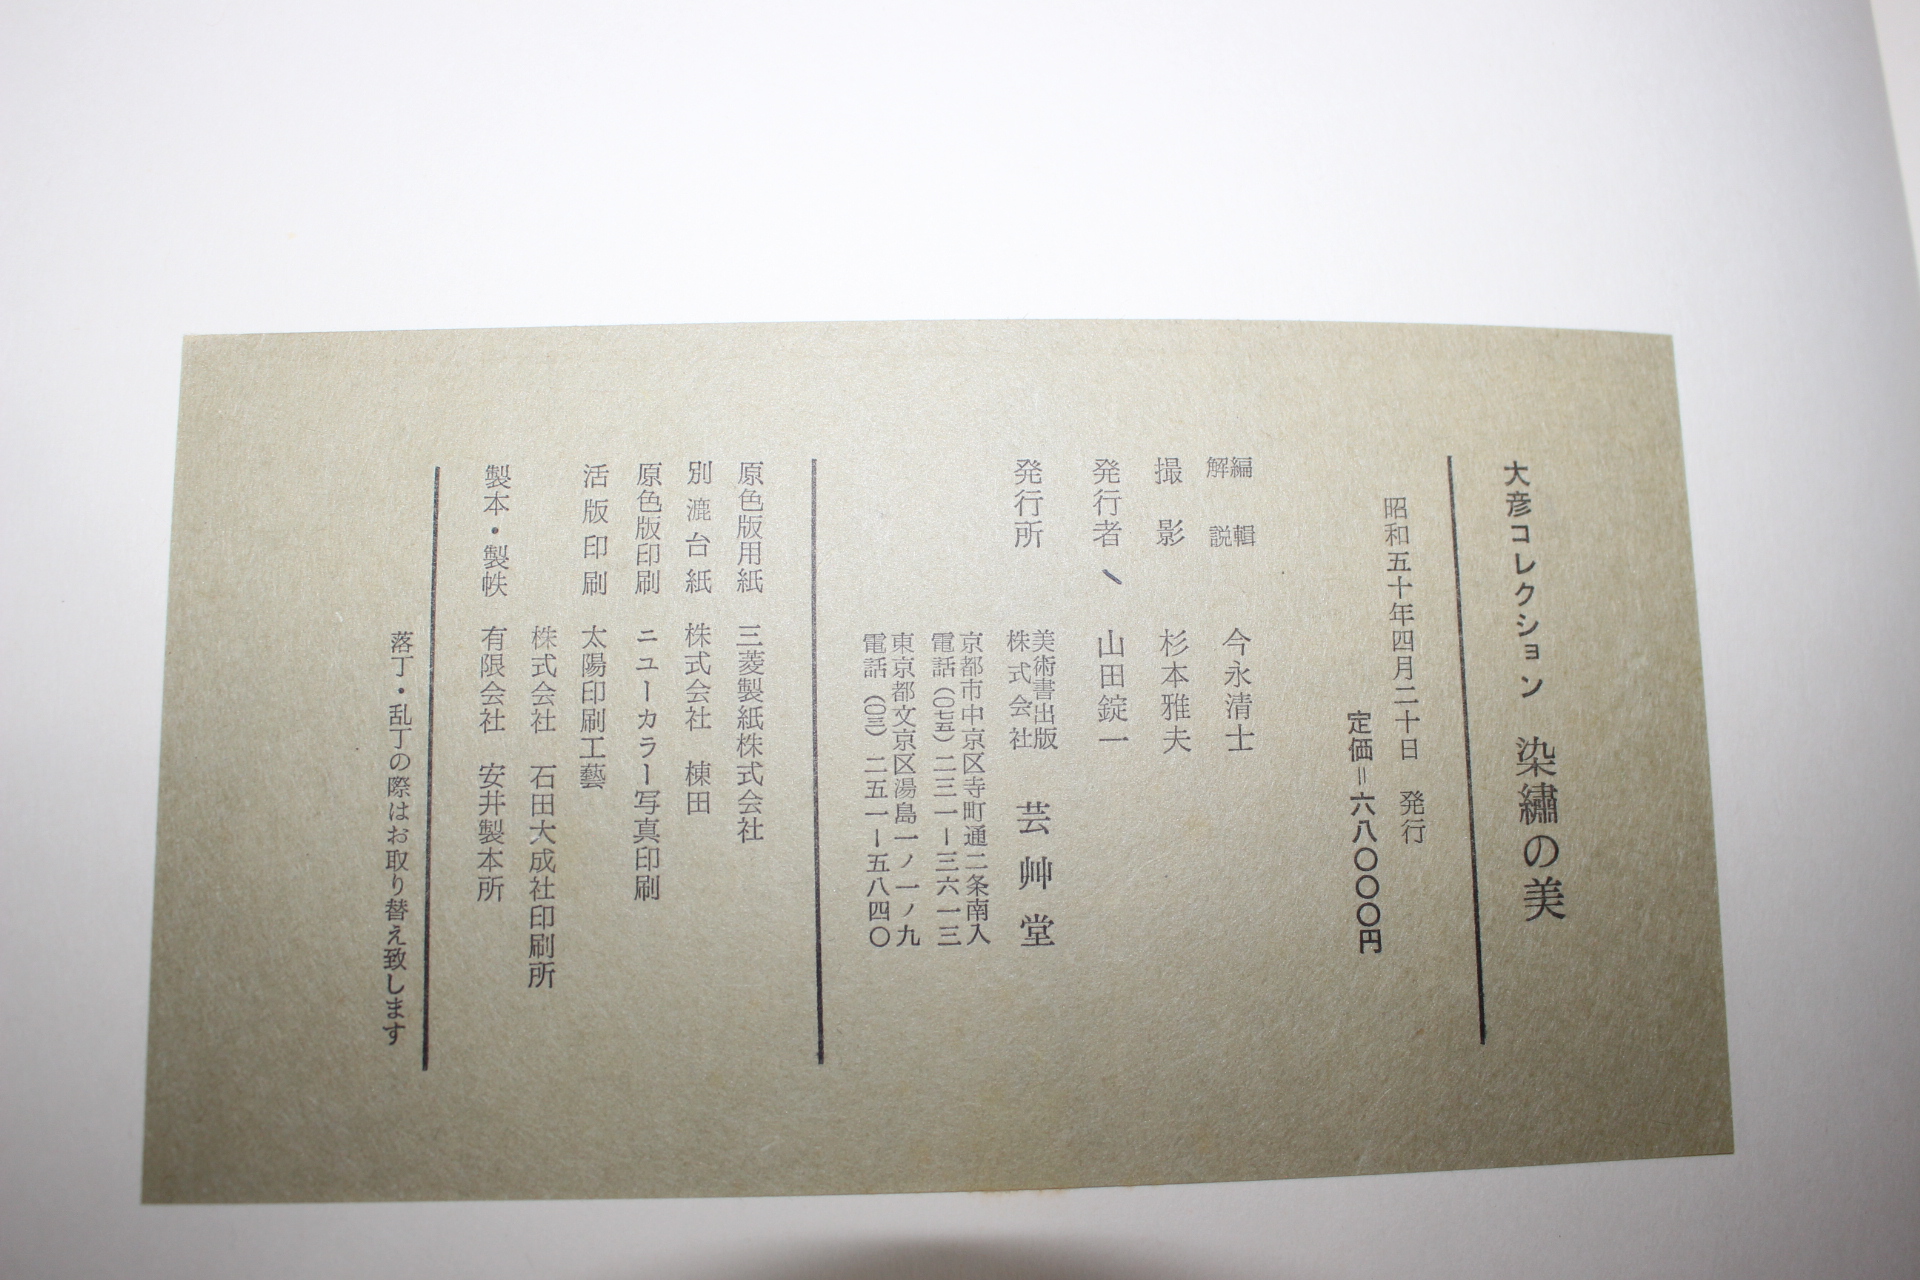 大彦コレクション　染繡の美
昭和五十年四月二十日　発行
定価＝六八〇〇〇円
編輯
解説　今永清士
撮影　杉本雅夫
発行者　山田錠一
発行所　美術書出版
株式会社　芸艸堂
京都市中京区寺町通二条南入
電話（〇七五）二三一ー三六一三
東京都文京区湯島一ノ一ノ九
電話（〇三）二五一ー五八四〇
原色版用紙　三菱製紙株式会社
別漉台紙　株式会社　棟田
原色版印刷　ニューカラー写真印刷
活版印刷　太陽印刷工藝
株式会社　石田大成社印刷所
製本・製帙　有限会社　安井製本所
落丁・乱丁の際はお取り替え致します